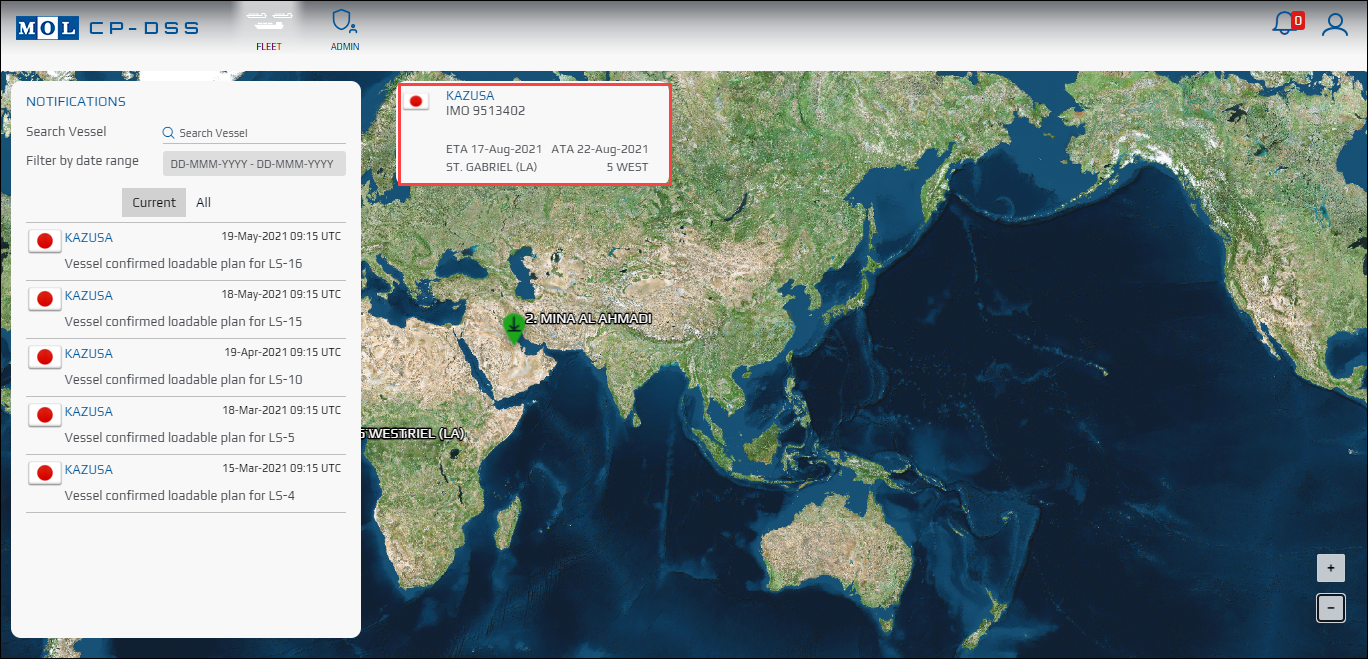 MOL CP-DSS
FLEET
ADMIN
0
NOTIFICATIONS
Search Vessel
Search Vessel
Filter by date range
DD-MMM-YYYY - DD-MMM-YYYY
Current
All
KAZUSA
19-May-2021 09:15 UTC
Vessel confirmed loadable plan for LS-16
KAZUSA
18-May-2021 09:15 UTC
Vessel confirmed loadable plan for LS-15
KAZUSA
19-Apr-2021 09:15 UTC
Vessel confirmed loadable plan for LS-10
KAZUSA
18-Mar-2021 09:15 UTC
Vessel confirmed loadable plan for LS-5
KAZUSA
15-Mar-2021 09:15 UTC
Vessel confirmed loadable plan for LS-4
KAZUSA
IMO 9513402
ETA 17-Aug-2021 ATA 22-Aug-2021
ST. GABRIEL (LA) 5 WEST
2. MINA AL AHMADI
WESTRIEL (LA)
+
−